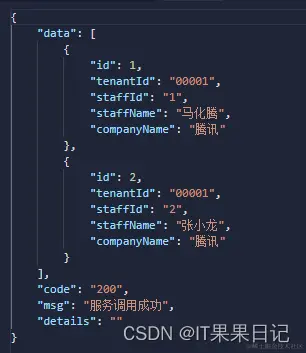 {
"data": [
{
"id": 1,
"tenantId": "00001",
"staffId": "1",
"staffName": "马化腾",
"companyName": "腾讯"
},
{
"id": 2,
"tenantId": "00001",
"staffId": "2",
"staffName": "张小龙",
"companyName": "腾讯"
}
],
"code": "200",
"msg": "服务调用成功",
"details": ""
}
CSDN @IT果果日记